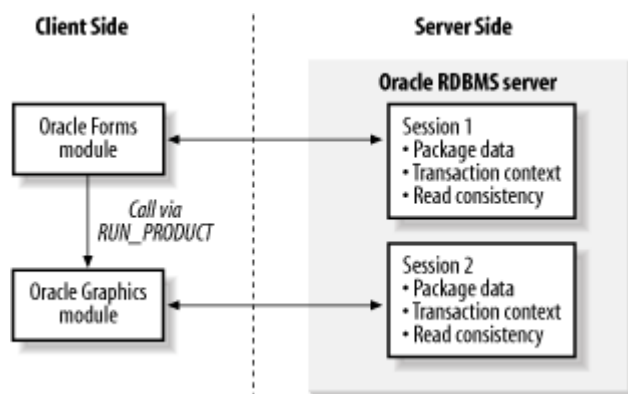 Client Side
Server Side
Oracle RDBMS server
Oracle Forms
module
Session 1
• Package data
• Transaction context
• Read consistency
Call via
RUN_PRODUCT
Oracle Graphics
module
Session 2
• Package data
• Transaction context
• Read consistency